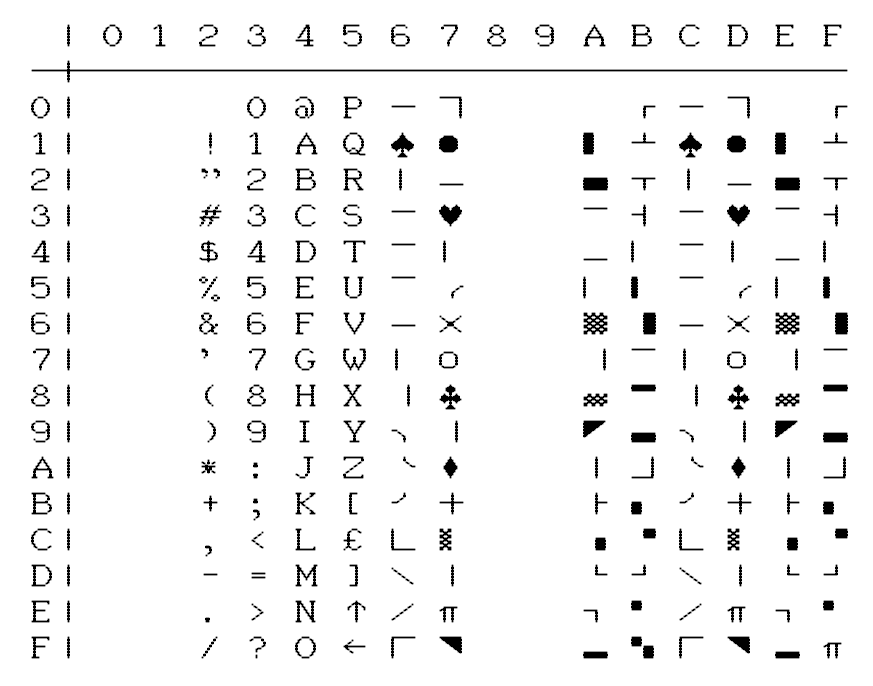 | 0 1 2 3 4 5 6 7 8 9 A B C D E F
0 | 0 @ P ─ ┐ ┌ ─ ┐ ┌
1 | ! 1 A Q ♠ ● ▌ ┴ ♠ ● ▌ ┴
2 | " 2 B R │ ─ ▄ ┬ │ ─ ▄ ┬
3 | # 3 C S ─ ♥ ▔ ┤ ─ ♥ ▔ ┤
4 | $ 4 D T ─ │ ▁ ▏ ─ │ ▁ ▏
5 | % 5 E U ─ ╭ ▏ ▍ ─ ╭ ▏ ▍
6 | & 6 F V ─ ╳ ▒ ▐ ─ ╳ ▒ ▐
7 | ' 7 G W │ ○ ▕ ▔ │ ○ ▕ ▔
8 | ( 8 H X │ ♣ ▒ ▀ │ ♣ ▒ ▀
9 | ) 9 I Y ╮ │ ◤ ▃ ╮ │ ◤ ▃
A | * : J Z ╰ ♦ ▕ ┘ ╰ ♦ ▕ ┘
B | + ; K [ ╯ + ├ ▖ ╯ + ├ ▖
C | , < L £ └ ▒ ▗ ▝ └ ▒ ▗ ▝
D | - = M ] ╲ │ └ ┘ ╲ │ └ ┘
E | . > N ↑ ╱ π ┐ ▘ ╱ π ┐ ▘
F | / ? O ← ┌ ◥ ▂ ▚ ┌ ◥ ▂ π